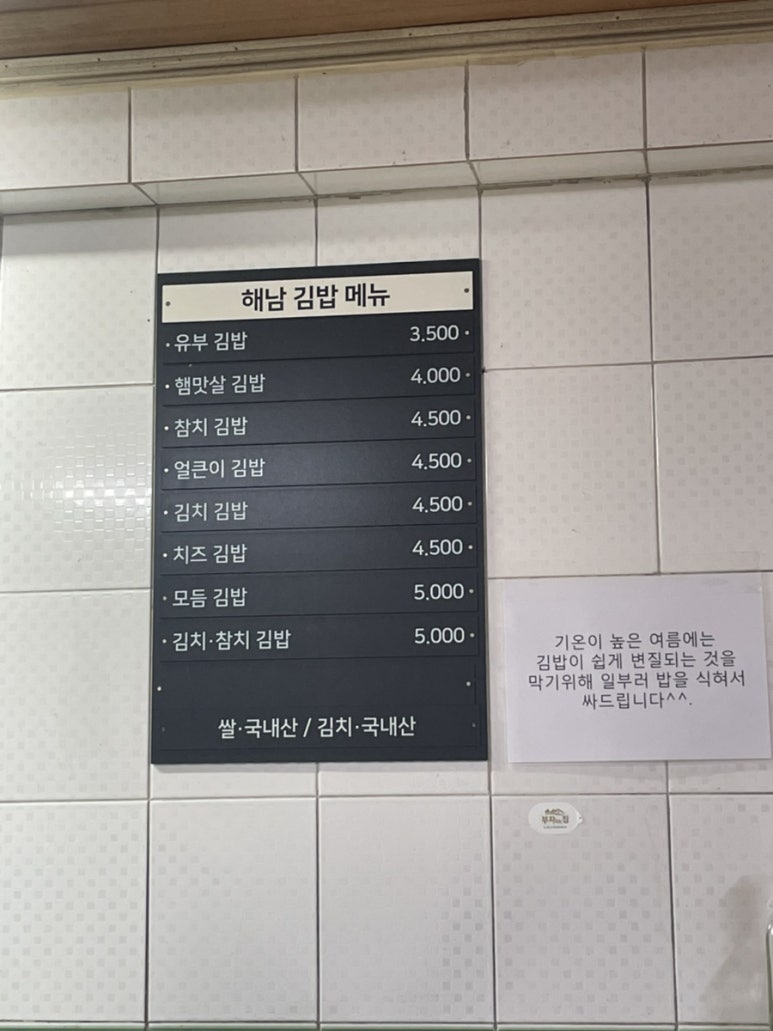 해남 김밥 메뉴
· 유부 김밥 3.500 ·
· 햄맛살 김밥 4.000 ·
· 참치 김밥 4.500 ·
· 얼큰이 김밥 4.500 ·
· 김치 김밥 4.500 ·
· 치즈 김밥 4.500 ·
· 모듬 김밥 5.000 ·
· 김치·참치 김밥 5.000 ·
쌀·국내산 / 김치·국내산
기온이 높은 여름에는
김밥이 쉽게 변질되는 것을
막기위해 일부러 밥을 식혀서
싸드립니다^^.